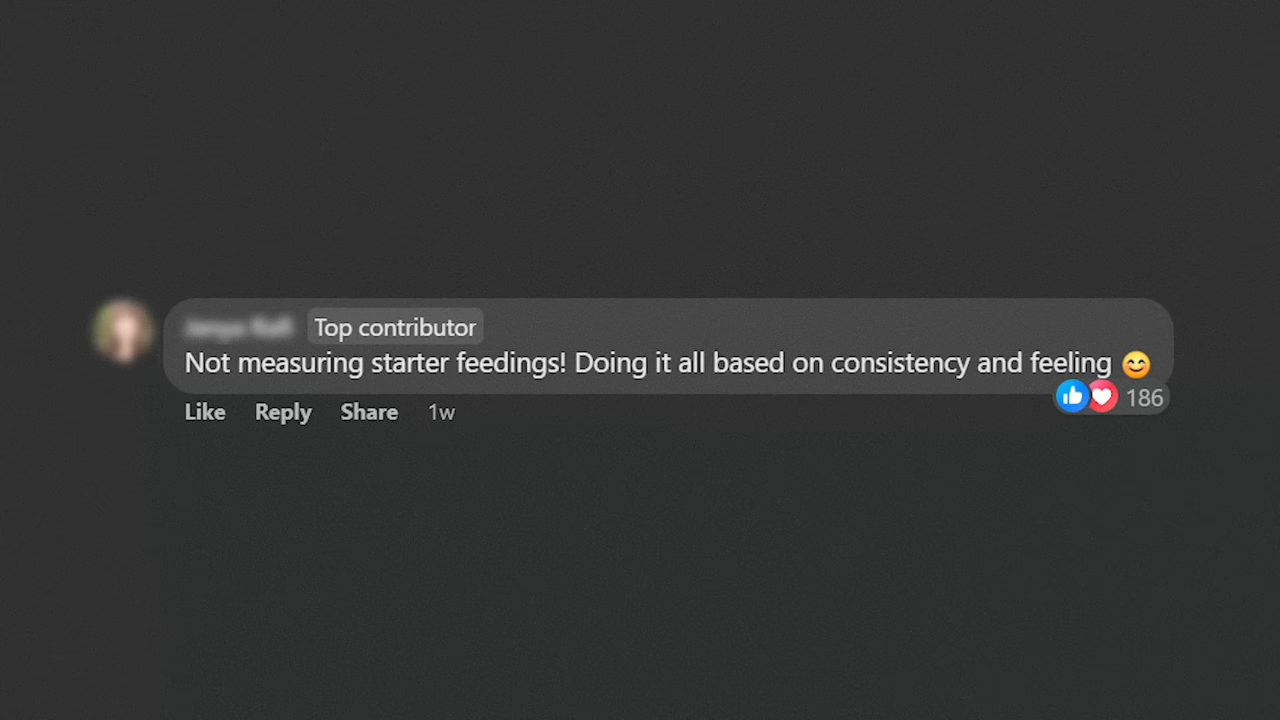 Top contributor
Not measuring starter feedings! Doing it all based on consistency and feeling 😊
186
Like Reply Share 1w